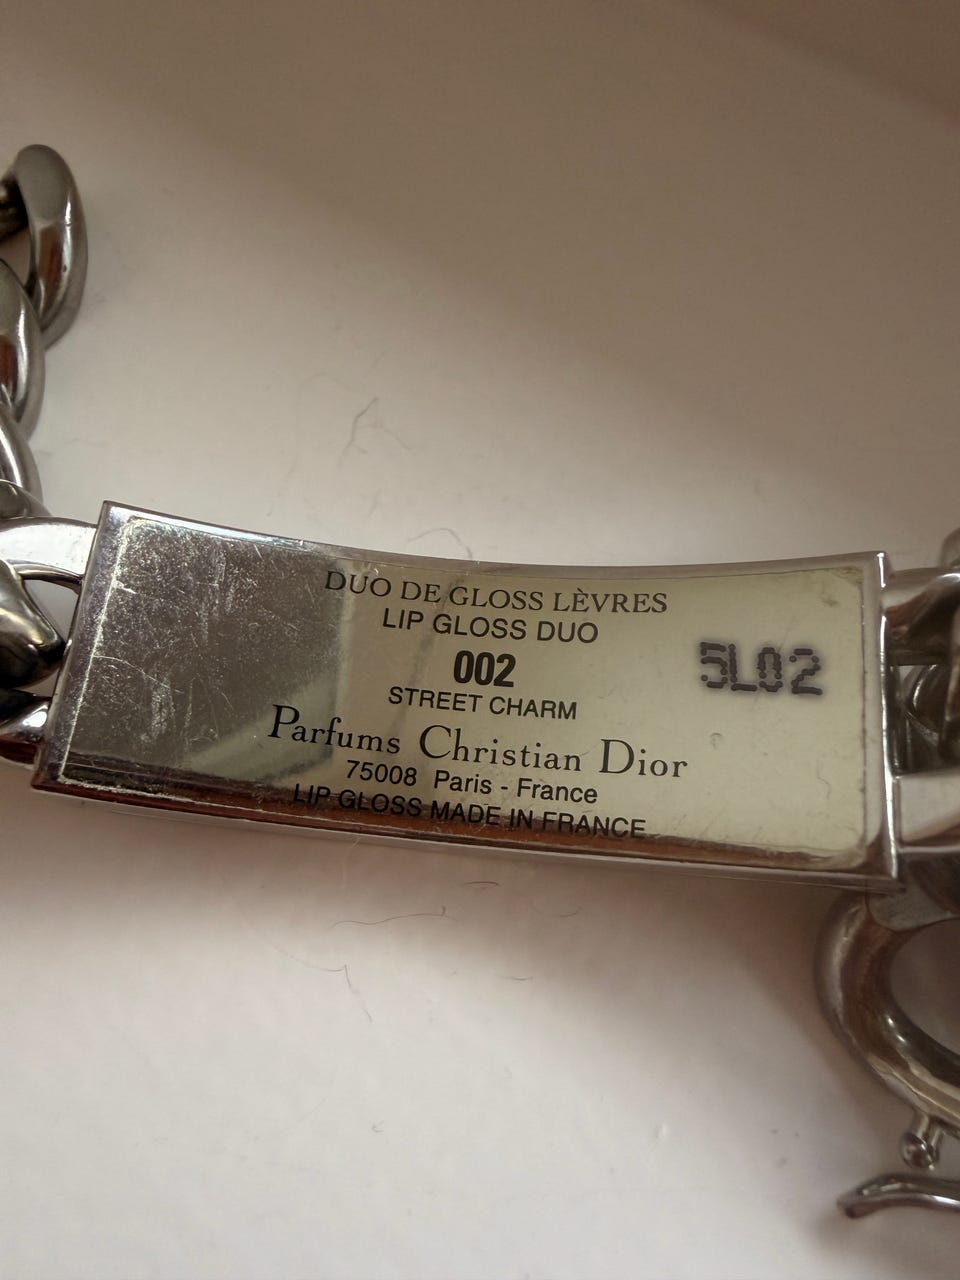 DUO DE GLOSS LÈVRES
LIP GLOSS DUO
002
STREET CHARM
Parfums Christian Dior
75008 Paris - France
LIP GLOSS MADE IN FRANCE
5L02